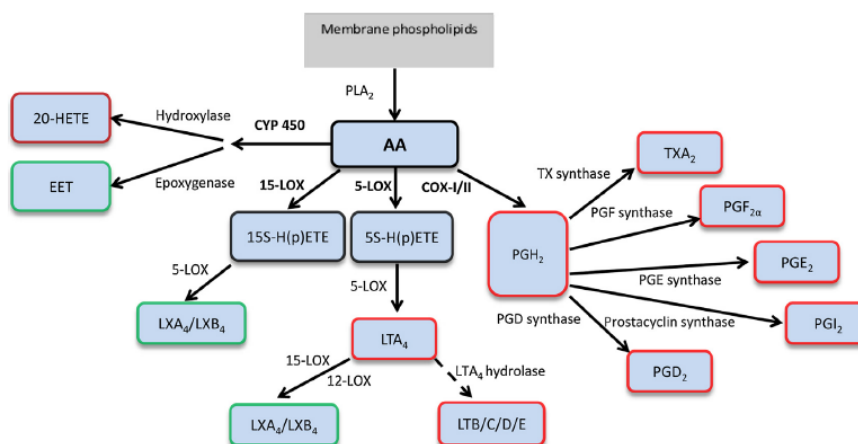 Membrane phospholipids
PLA₂
20-HETE
Hydroxylase
CYP 450
AA
EET
Epoxygenase
15-LOX
5-LOX
COX-I/II
TX synthase
TXA₂
PGF synthase
PGF₂α
15S-H(p)ETE
5S-H(p)ETE
PGH₂
PGE synthase
PGE₂
5-LOX
5-LOX
PGD synthase
Prostacyclin synthase
PGI₂
LXA₄/LXB₄
LTA₄
PGD₂
15-LOX
12-LOX
LTA₄ hydrolase
LXA₄/LXB₄
LTB/C/D/E